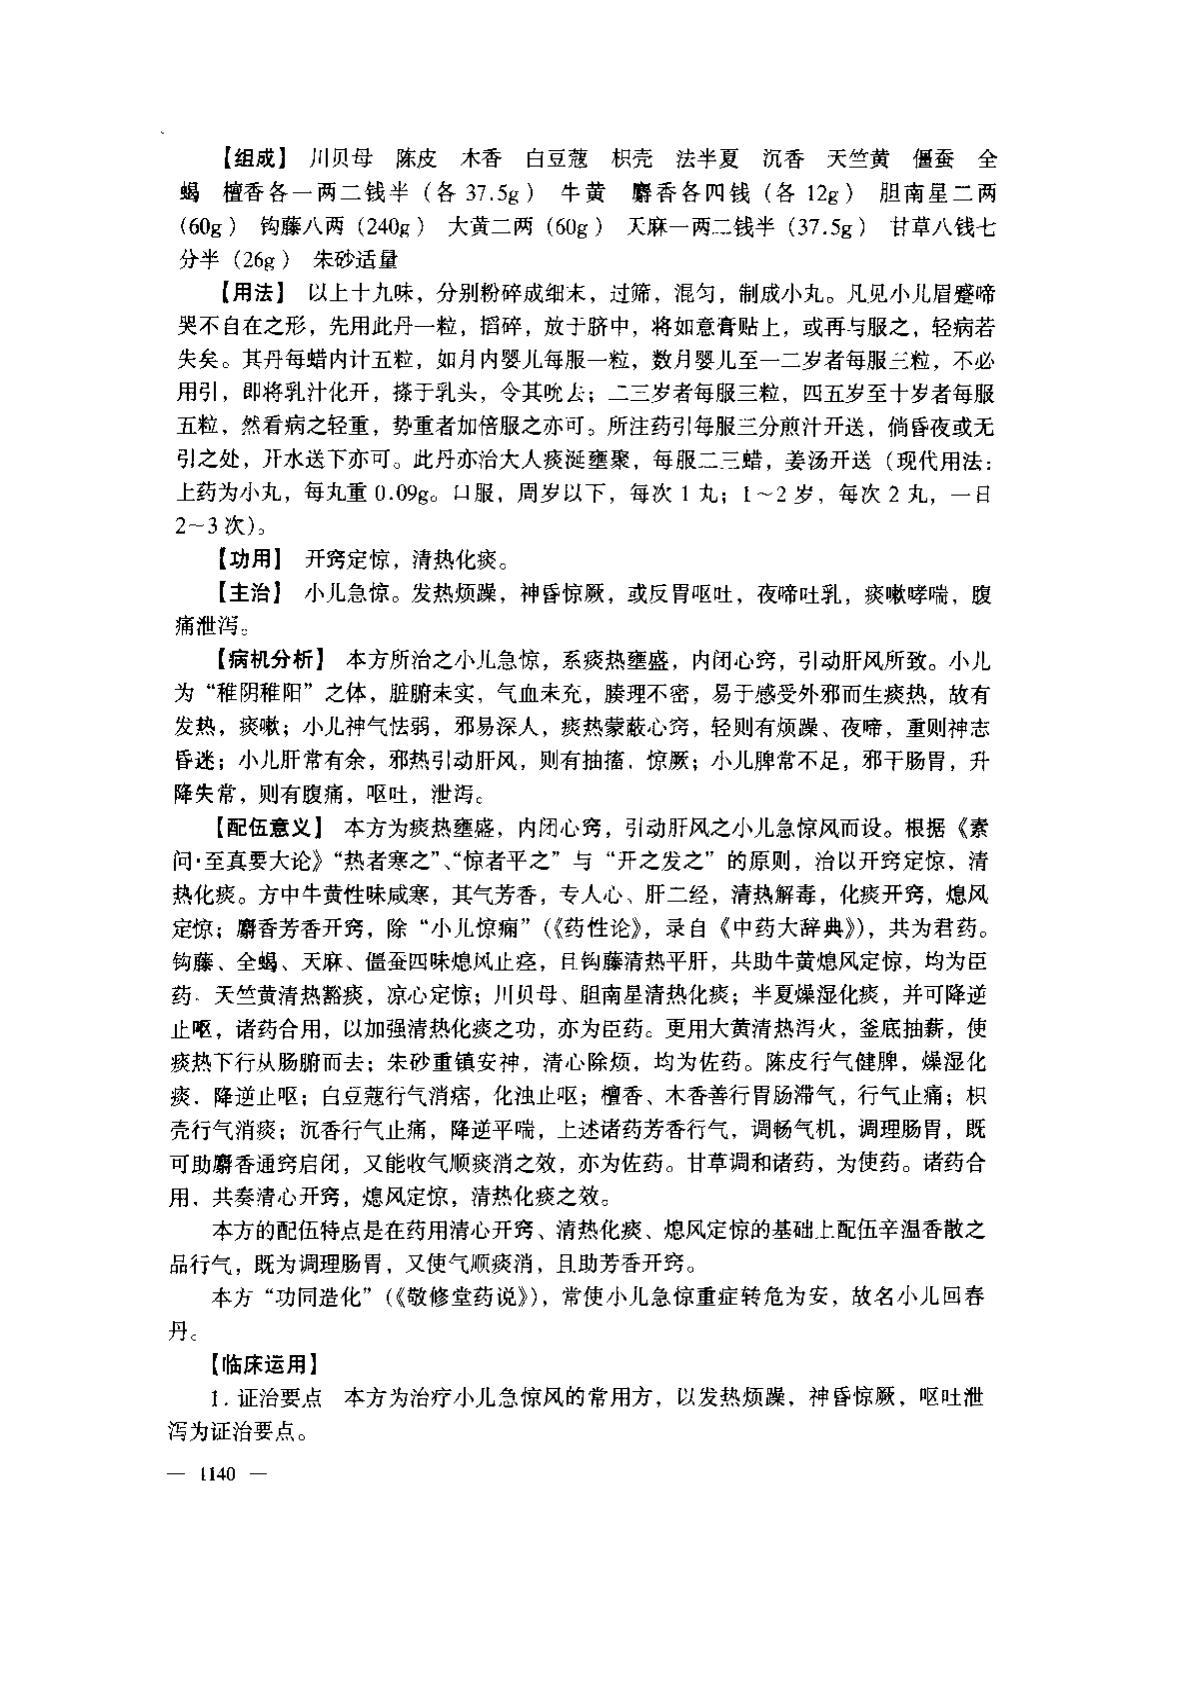 【组成】 川贝母 陈皮 木香 白豆蔻 枳壳 法半夏 沉香 天竺黄 僵蚕 全
蝎 檀香各一两二钱半（各 37.5g） 牛黄 麝香各四钱（各 12g） 胆南星二两
（60g） 钩藤八两（240g） 大黄二两（60g） 天麻一两二钱半（37.5g） 甘草八钱七
分半（26g） 朱砂适量
【用法】 以上十九味，分别粉碎成细末，过筛，混匀，制成小丸。凡见小儿眉蹙啼
哭不自在之形，先用此丹一粒，捣碎，放于脐中，将如意膏贴上，或再与服之，轻病若
失矣。其丹每蜡内计五粒，如月内婴儿每服一粒，数月婴儿至一二岁者每服三粒，不必
用引，即将乳汁化开，搽于乳头，令其吮去；二三岁者每服三粒，四五岁至十岁者每服
五粒，然看病之轻重，势重者加倍服之亦可。所注药引每服三分煎汁开送，倘昏夜或无
引之处，开水送下亦可。此丹亦治大人痰涎壅聚，每服二三蜡，姜汤开送（现代用法：
上药为小丸，每丸重 0.09g。口服，周岁以下，每次 1 丸；1～2 岁，每次 2 丸，一日
2～3 次）。
【功用】 开窍定惊，清热化痰。
【主治】 小儿急惊。发热烦躁，神昏惊厥，或反胃呕吐，夜啼吐乳，痰嗽哮喘，腹
痛泄泻。
【病机分析】 本方所治之小儿急惊，系痰热壅盛，内闭心窍，引动肝风所致。小儿
为“稚阴稚阳”之体，脏腑未实，气血未充，腠理不密，易于感受外邪而生痰热，故有
发热，痰嗽；小儿神气怯弱，邪易深人，痰热蒙蔽心窍，轻则有烦躁、夜啼，重则神志
昏迷；小儿肝常有余，邪热引动肝风，则有抽搐，惊厥；小儿脾常不足，邪干肠胃，升
降失常，则有腹痛，呕吐，泄泻。
【配伍意义】 本方为痰热壅盛，内闭心窍，引动肝风之小儿急惊风而设。根据《素
问·至真要大论》“热者寒之”、“惊者平之”与“开之发之”的原则，治以开窍定惊，清
热化痰。方中牛黄性味咸寒，其气芳香，专人心、肝二经，清热解毒，化痰开窍，熄风
定惊；麝香芳香开窍，除“小儿惊痫”（《药性论》，录自《中药大辞典》），共为君药。
钩藤、全蝎、天麻、僵蚕四味熄风止痉，且钩藤清热平肝，共助牛黄熄风定惊，均为臣
药。天竺黄清热豁痰，凉心定惊；川贝母、胆南星清热化痰；半夏燥湿化痰，并可降逆
止呕，诸药合用，以加强清热化痰之功，亦为臣药。更用大黄清热泻火，釜底抽薪，使
痰热下行从肠腑而去；朱砂重镇安神，清心除烦，均为佐药。陈皮行气健脾，燥湿化
痰，降逆止呕；白豆蔻行气消痞，化浊止呕；檀香、木香善行胃肠滞气，行气止痛；枳
壳行气消痰；沉香行气止痛，降逆平喘，上述诸药芳香行气，调畅气机，调理肠胃，既
可助麝香通窍启闭，又能收气顺痰消之效，亦为佐药。甘草调和诸药，为使药。诸药合
用，共奏清心开窍，熄风定惊，清热化痰之效。
本方的配伍特点是在药用清心开窍、清热化痰、熄风定惊的基础上配伍辛温香散之
品行气，既为调理肠胃，又使气顺痰消，且助芳香开窍。
本方“功同造化”（《敬修堂药说》），常使小儿急惊重症转危为安，故名小儿回春
丹。
【临床运用】
1. 证治要点 本方为治疗小儿急惊风的常用方，以发热烦躁，神昏惊厥，呕吐泄
泻为证治要点。
— 1140 —